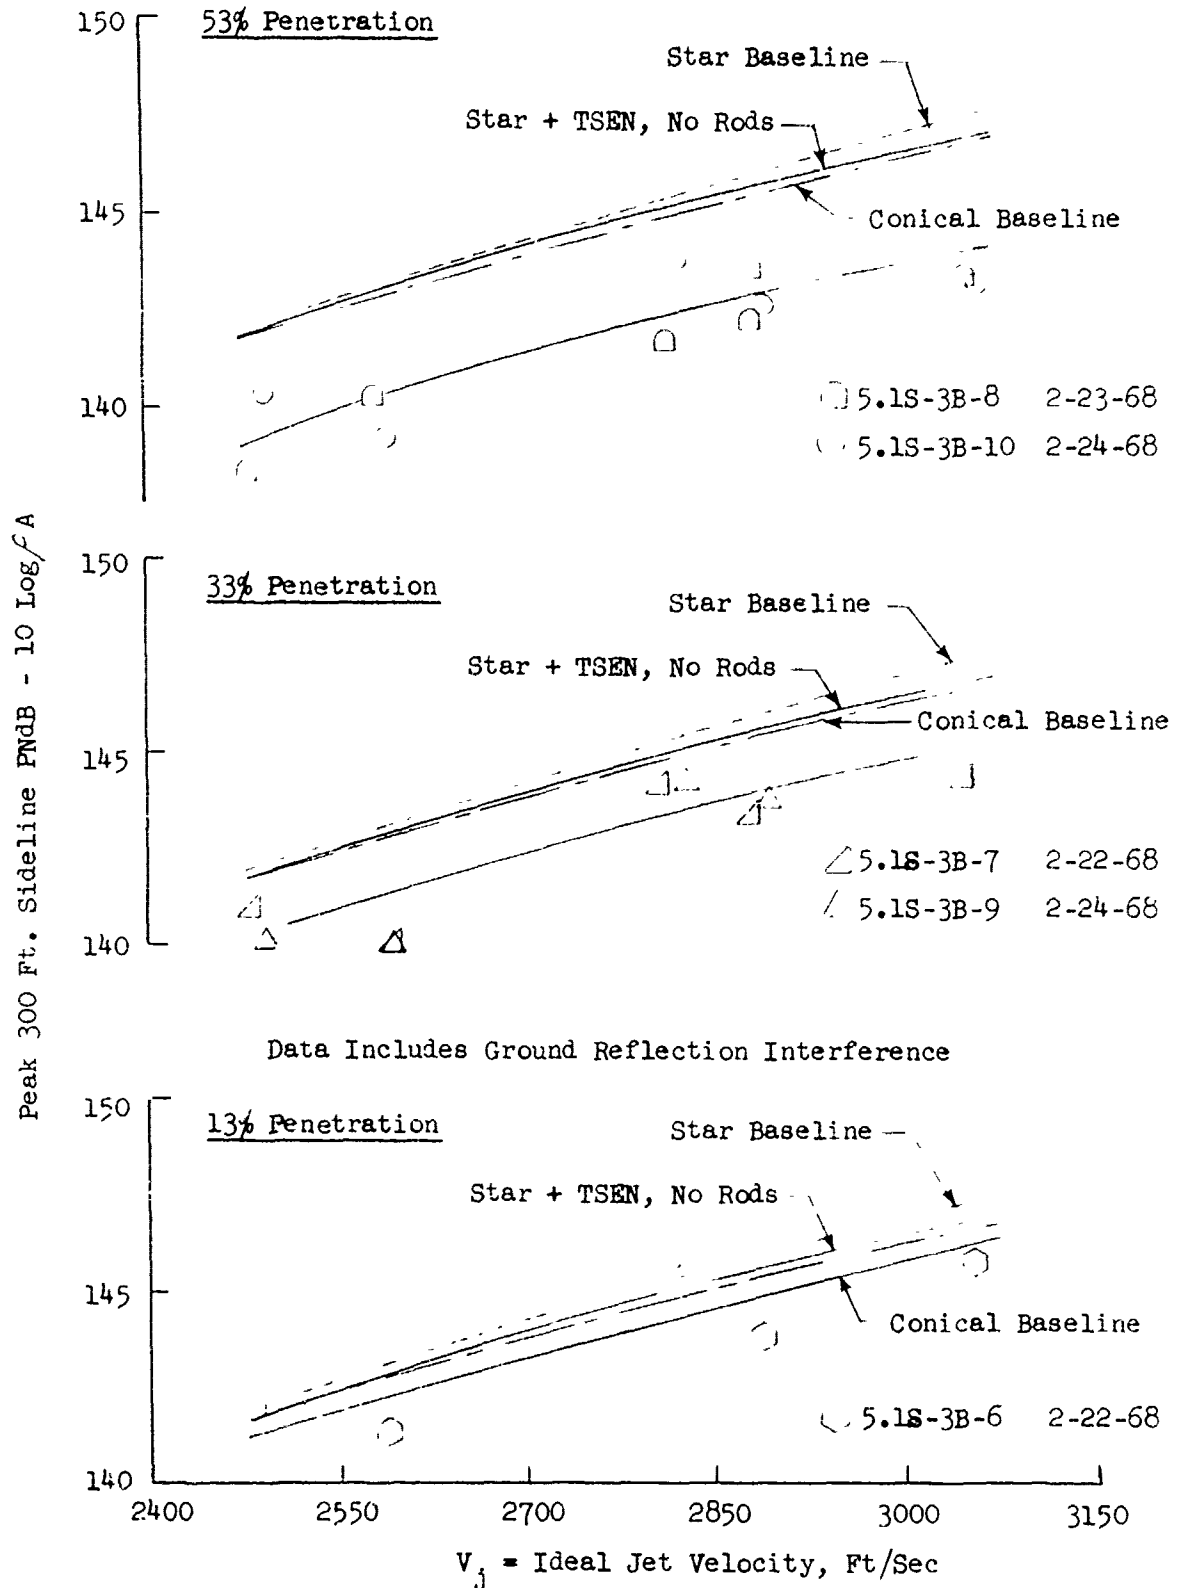 53% Penetration
150
Star Baseline
Star + TSEN, No Rods
145
Conical Baseline
140
5.1S-3B-8 2-23-68
5.1S-3B-10 2-24-68
Peak 300 Ft. Sideline PNdB - 10 Log ρ A
150
33% Penetration
Star Baseline
Star + TSEN, No Rods
Conical Baseline
145
5.1S-3B-7 2-22-68
5.1S-3B-9 2-24-68
140
Data Includes Ground Reflection Interference
150
13% Penetration
Star Baseline
Star + TSEN, No Rods
145
Conical Baseline
5.1S-3B-6 2-22-68
140
2400 2550 2700 2850 3000 3150
Vj = Ideal Jet Velocity, Ft/Sec